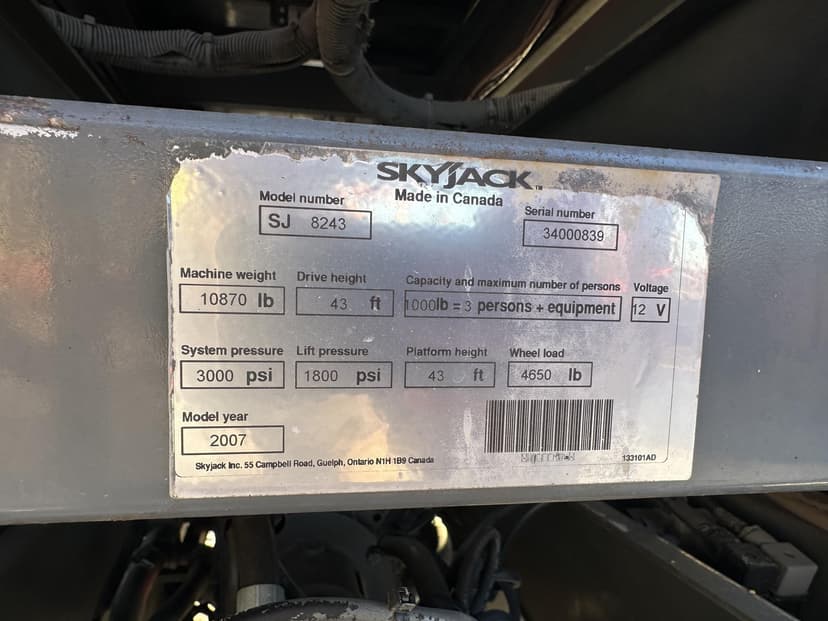 SKYJACK™
Made in Canada
Model number
SJ 8243
Serial number
34000839
Machine weight
10870 lb
Drive height
43 ft
Capacity and maximum number of persons
1000lb = 3 persons + equipment
Voltage
12 V
System pressure
3000 psi
Lift pressure
1800 psi
Platform height
43 ft
Wheel load
4650 lb
Model year
2007
133101AD
Skyjack Inc. 55 Campbell Road, Guelph, Ontario N1H 1B9 Canada